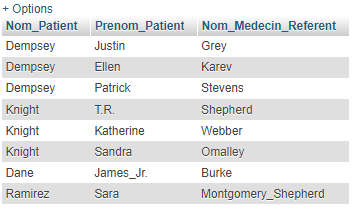 + Options
Nom_Patient Prenom_Patient Nom_Medecin_Referent
Dempsey Justin Grey
Dempsey Ellen Karev
Dempsey Patrick Stevens
Knight T.R. Shepherd
Knight Katherine Webber
Knight Sandra Omalley
Dane James_Jr. Burke
Ramirez Sara Montgomery_Shepherd